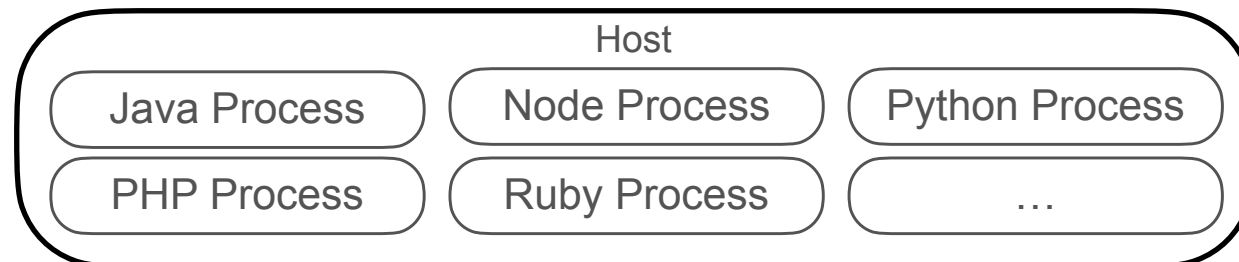 Host
Java Process
Node Process
Python Process
PHP Process
Ruby Process
…